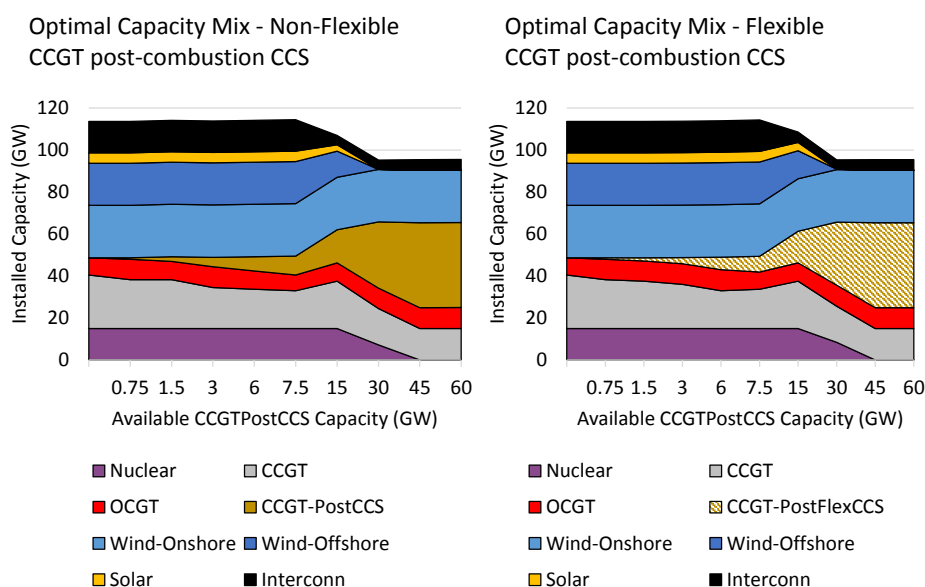 Optimal Capacity Mix - Non-Flexible
CCGT post-combustion CCS
Installed Capacity (GW)
120
100
80
60
40
20
0
0.75 1.5 3 6 7.5 15 30 45 60
Available CCGTPostCCS Capacity (GW)
Nuclear CCGT
OCGT CCGT-PostCCS
Wind-Onshore Wind-Offshore
Solar Interconn
Optimal Capacity Mix - Flexible
CCGT post-combustion CCS
Installed Capacity (GW)
120
100
80
60
40
20
0
0.75 1.5 3 6 7.5 15 30 45 60
Available CCGTPostCCS Capacity (GW)
Nuclear CCGT
OCGT CCGT-PostFlexCCS
Wind-Onshore Wind-Offshore
Solar Interconn